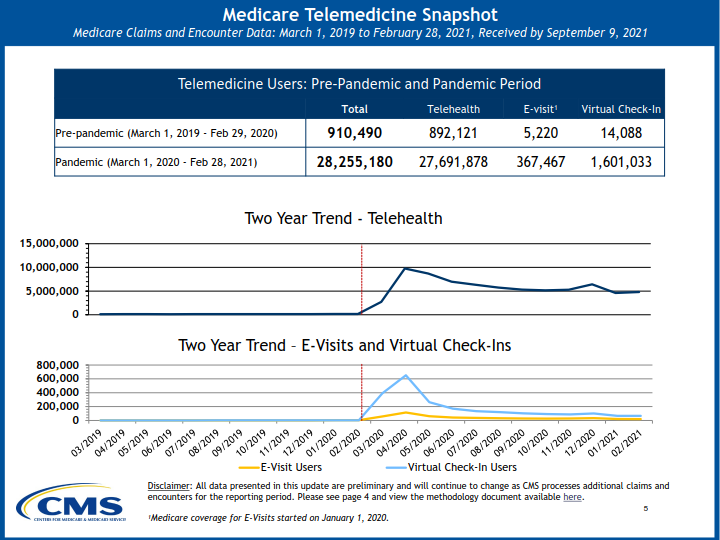 Medicare Telemedicine Snapshot
Medicare Claims and Encounter Data: March 1, 2019 to February 28, 2021, Received by September 9, 2021
Telemedicine Users: Pre-Pandemic and Pandemic Period
Total Telehealth E-visit¹ Virtual Check-In
Pre-pandemic (March 1, 2019 - Feb 29, 2020) 910,490 892,121 5,220 14,088
Pandemic (March 1, 2020 - Feb 28, 2021) 28,255,180 27,691,878 367,467 1,601,033
Two Year Trend - Telehealth
15,000,000
10,000,000
5,000,000
0
Two Year Trend - E-Visits and Virtual Check-Ins
800,000
600,000
400,000
200,000
0
03/2019 04/2019 05/2019 06/2019 07/2019 08/2019 09/2019 10/2019 11/2019 12/2019 01/2020 02/2020 03/2020 04/2020 05/2020 06/2020 07/2020 08/2020 09/2020 10/2020 11/2020 12/2020 01/2021 02/2021
E-Visit Users Virtual Check-In Users
Disclaimer: All data presented in this update are preliminary and will continue to change as CMS processes additional claims and
encounters for the reporting period. Please see page 4 and view the methodology document available here.
5
¹Medicare coverage for E-Visits started on January 1, 2020.
CMS
CENTERS FOR MEDICARE & MEDICAID SERVICES